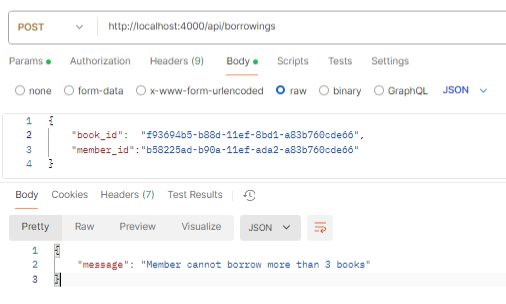 POST http://localhost:4000/api/borrowings
Params Authorization Headers (9) Body Scripts Tests Settings
none form-data x-www-form-urlencoded raw binary GraphQL JSON
1 {
2 "book_id": "f93694b5-b88d-11ef-8bd1-a83b760cde66",
3 "member_id":"b58225ad-b90a-11ef-ada2-a83b760cde66"
4 }
Body Cookies Headers (7) Test Results
Pretty Raw Preview Visualize JSON
1 {
2 "message": "Member cannot borrow more than 3 books"
3 }